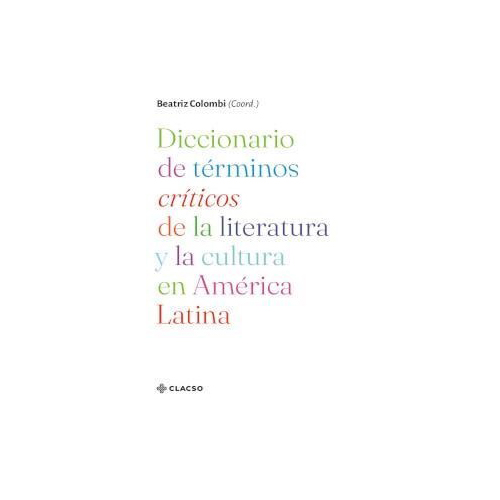 Beatriz Colombi (Coord.)
Diccionario
de términos
críticos
de la literatura
y la cultura
en América
Latina
CLACSO